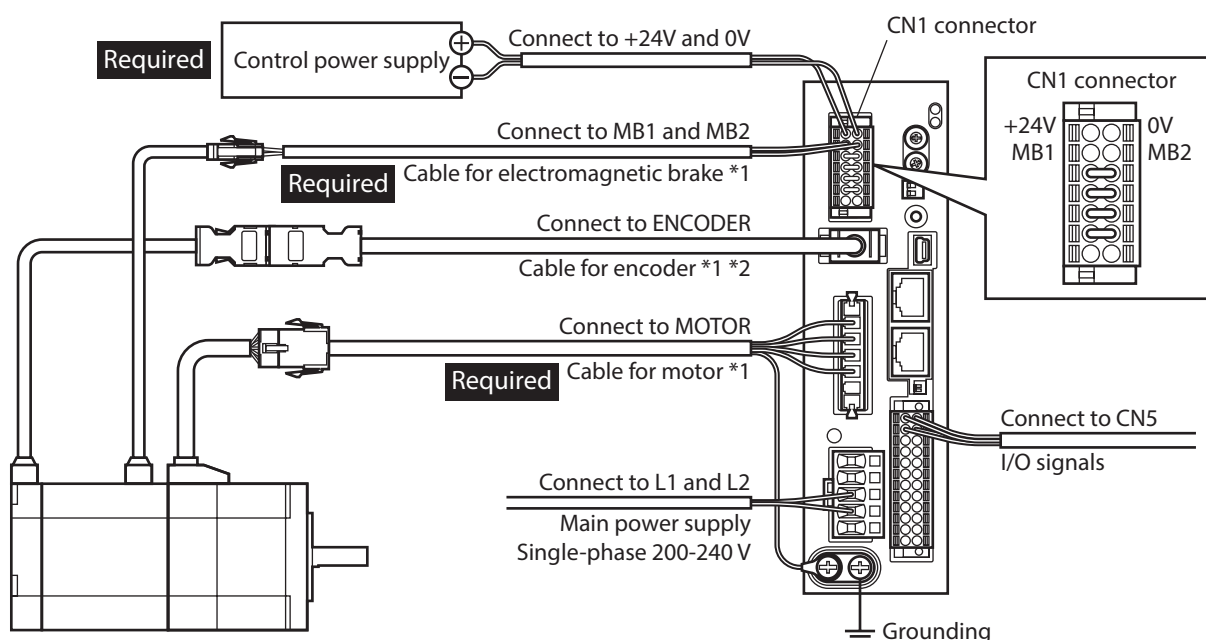 CN1 connector
Required
Control power supply
+
−
Connect to +24V and 0V
CN1 connector
+24V
0V
MB1
MB2
Connect to MB1 and MB2
Required
Cable for electromagnetic brake *1
Connect to ENCODER
Cable for encoder *1 *2
Connect to MOTOR
Required
Cable for motor *1
Connect to CN5
I/O signals
Connect to L1 and L2
Main power supply
Single-phase 200-240 V
Grounding